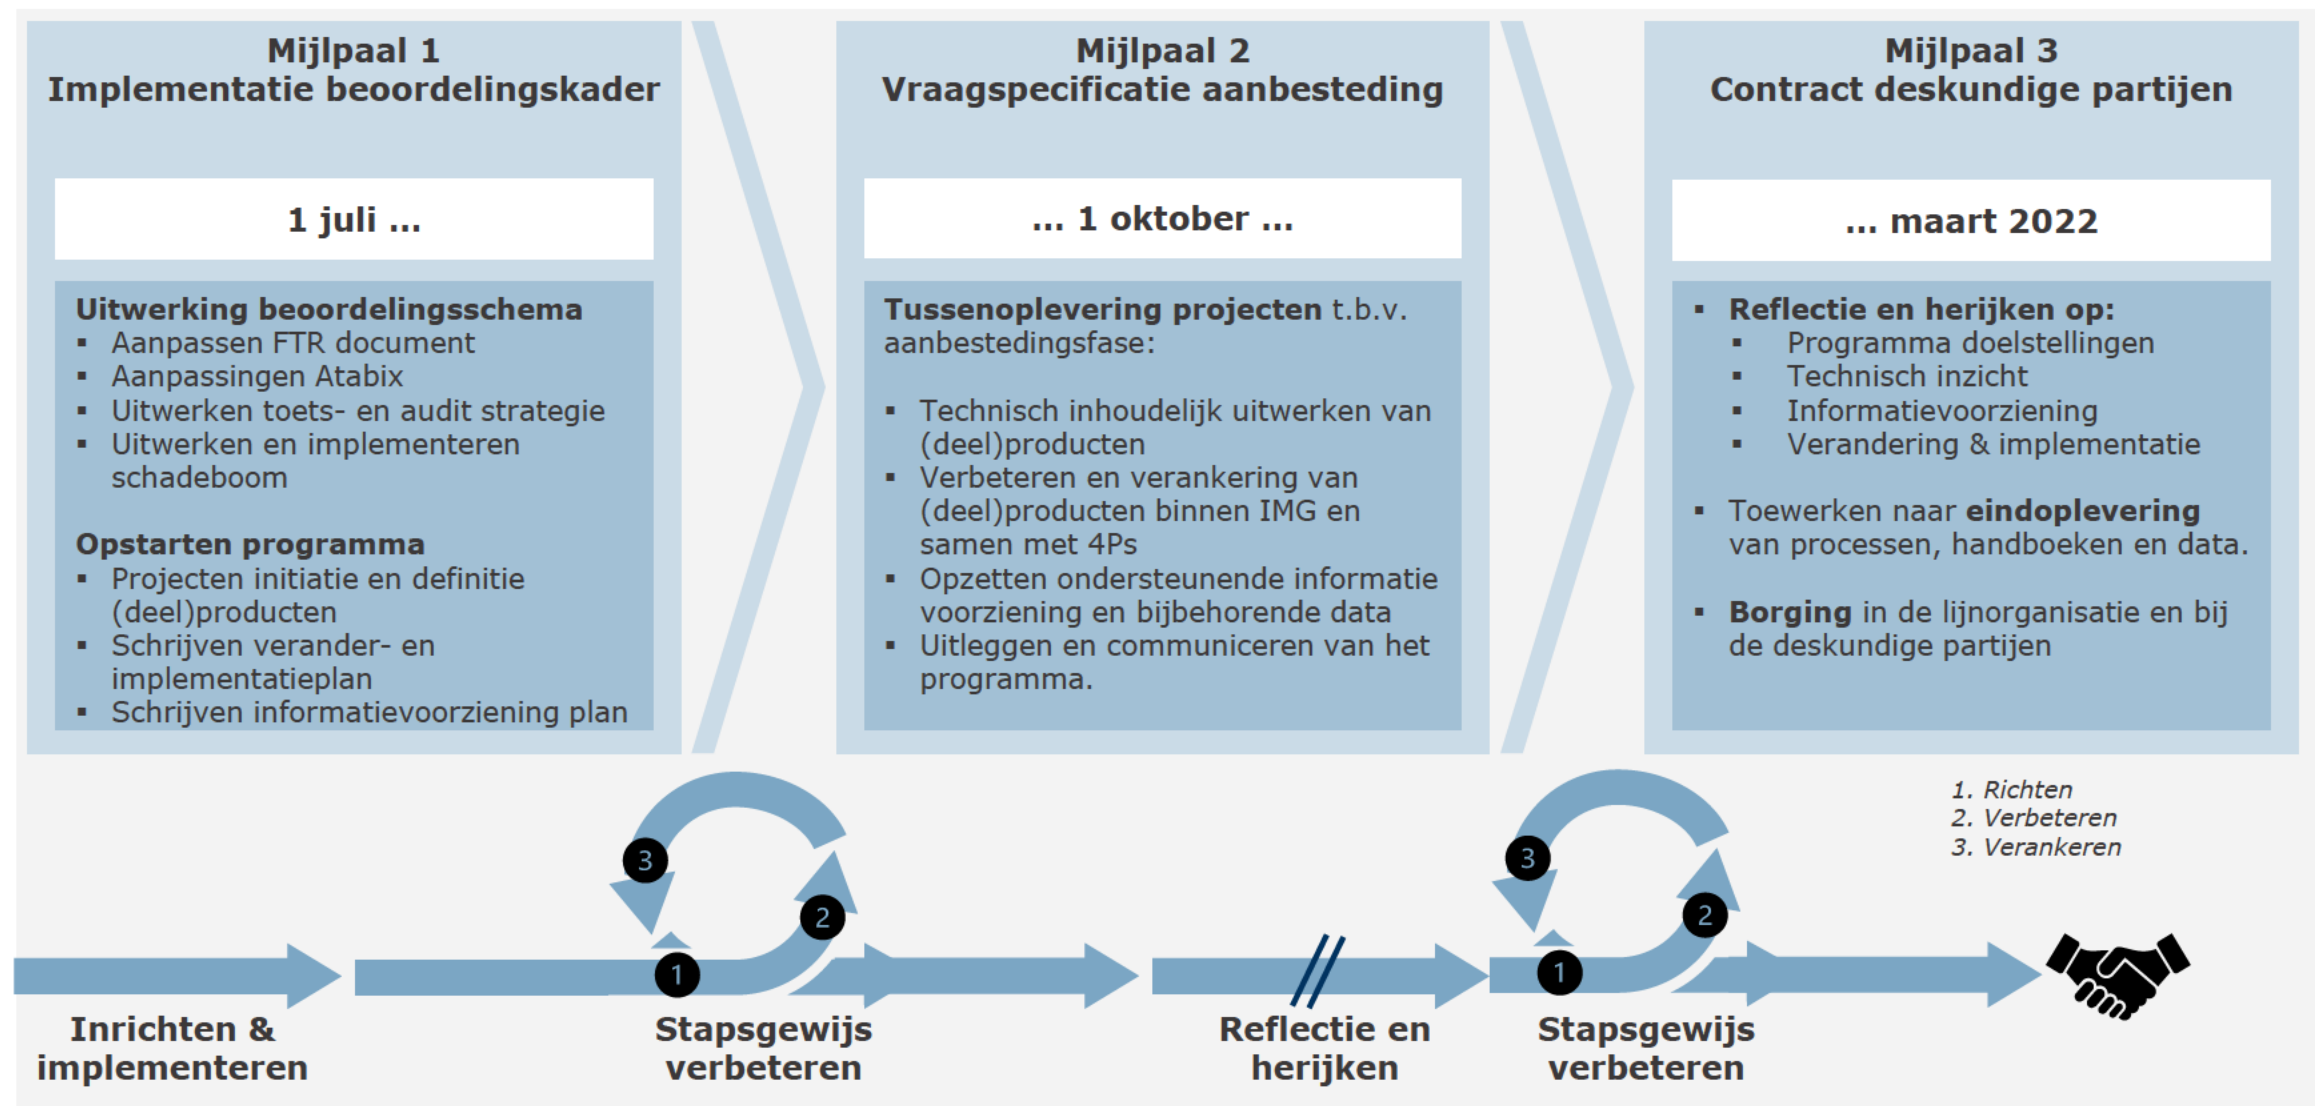 Mijlpaal 1
Implementatie beoordelingskader
1 juli ...
Uitwerking beoordelingsschema
▪ Aanpassen FTR document
▪ Aanpassingen Atabix
▪ Uitwerken toets- en audit strategie
▪ Uitwerken en implementeren
schadeboom
Opstarten programma
▪ Projecten initiatie en definitie
(deel)producten
▪ Schrijven verander- en
implementatieplan
▪ Schrijven informatievoorziening plan
Mijlpaal 2
Vraagspecificatie aanbesteding
... 1 oktober ...
Tussenoplevering projecten t.b.v.
aanbestedingsfase:
▪ Technisch inhoudelijk uitwerken van
(deel)producten
▪ Verbeteren en verankering van
(deel)producten binnen IMG en
samen met 4Ps
▪ Opzetten ondersteunende informatie
voorziening en bijbehorende data
▪ Uitleggen en communiceren van het
programma.
Mijlpaal 3
Contract deskundige partijen
... maart 2022
▪ Reflectie en herijken op:
▪ Programma doelstellingen
▪ Technisch inzicht
▪ Informatievoorziening
▪ Verandering & implementatie
▪ Toewerken naar eindoplevering
van processen, handboeken en data.
▪ Borging in de lijnorganisatie en bij
de deskundige partijen
1. Richten
2. Verbeteren
3. Verankeren
3
2
1
3
2
1
Inrichten &
implementeren
Stapsgewijs
verbeteren
Reflectie en
herijken
Stapsgewijs
verbeteren